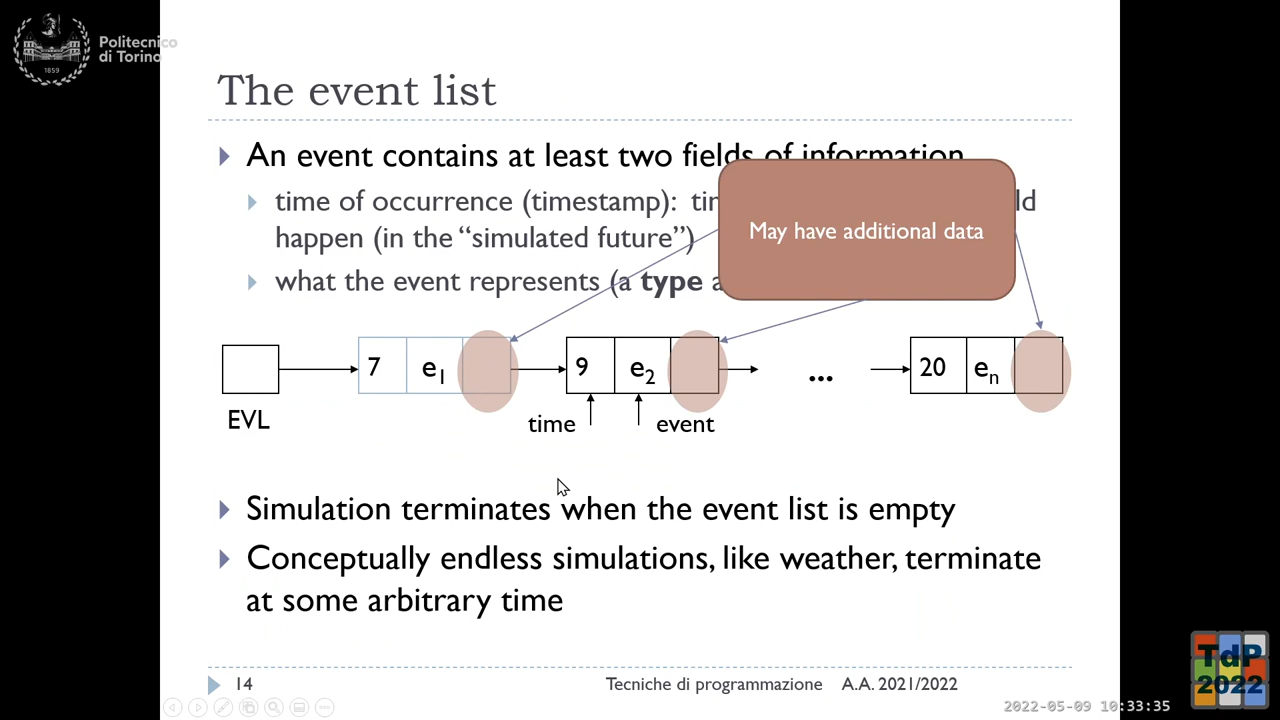 Politecnico
di Torino
1859
The event list
An event contains at least two fields of information
time of occurrence (timestamp):
ld
happen (in the “simulated future”)
what the event represents (a type
May have additional data
7 e1 9 e2 ... 20 en
EVL
time event
Simulation terminates when the event list is empty
Conceptually endless simulations, like weather, terminate
at some arbitrary time
14 Tecniche di programmazione A.A. 2021/2022
TdP
2022
2022-05-09 10:33:35